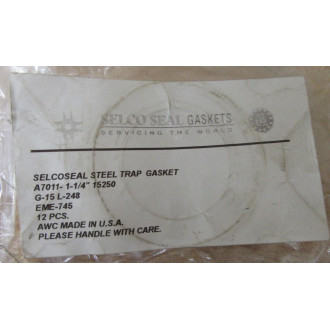 SELCO SEAL GASKETS
SERVICING THE WORLD
SELCOSEAL STEEL TRAP GASKET
A7011- 1-1/4" 15250
G-15 L-248
EME-745
12 PCS.
AWC MADE IN U.S.A.
PLEASE HANDLE WITH CARE.